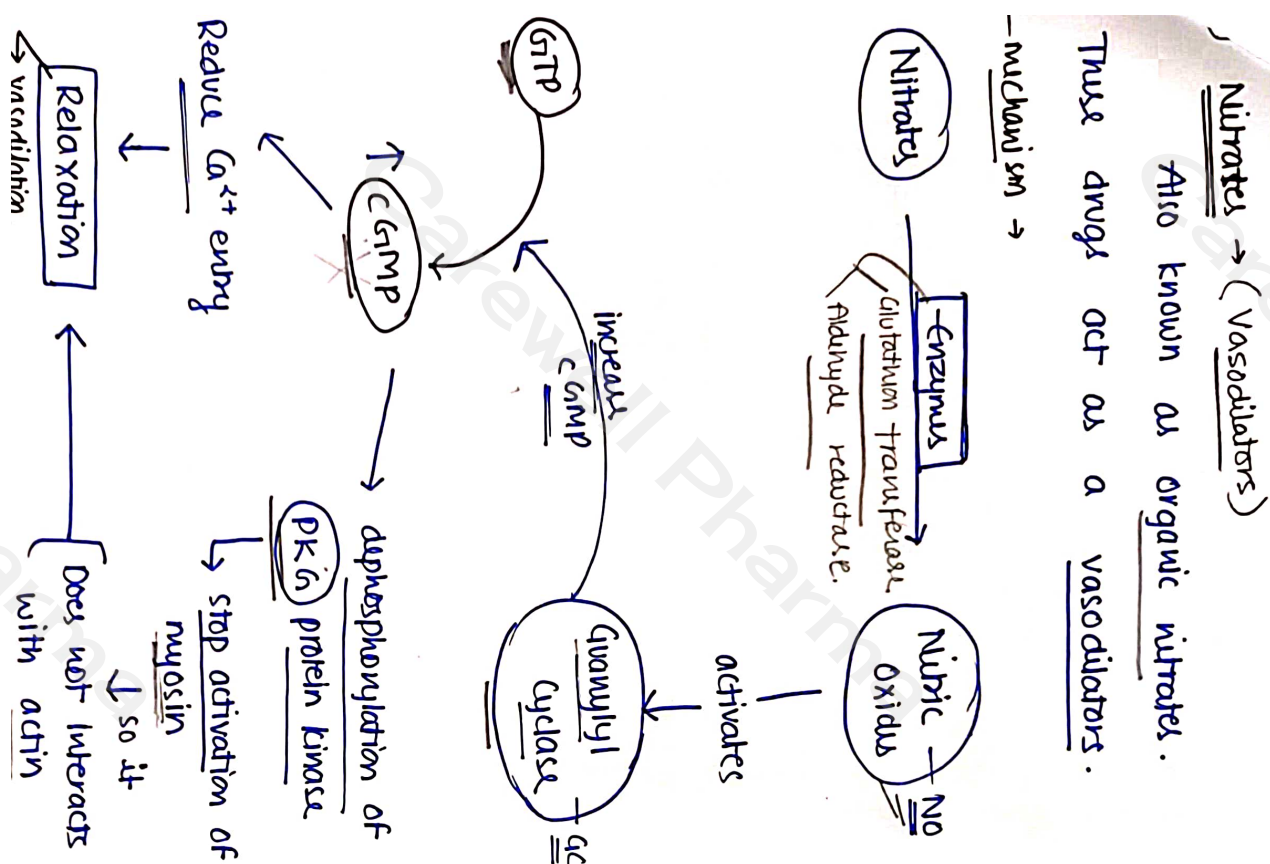 Nitrates → (Vasodilators)
Also known as organic nitrates.
These drugs act as a vasodilators.
-mechanism →
Nitrates
Enzymes
Glutathion transferase
Aldehyde reductase.
Nitric
oxides
NO
activates
Guanylyl
cyclase
GC
increase
cGMP
GTP
↑ cGMP
Reduce Ca²⁺ entry
Relaxation
→ vasodilation
dephosphorylation of
PKG protein kinase
stop activation of
myosin
↓ so it
Does not Interacts
with actin
Carewell Pharma